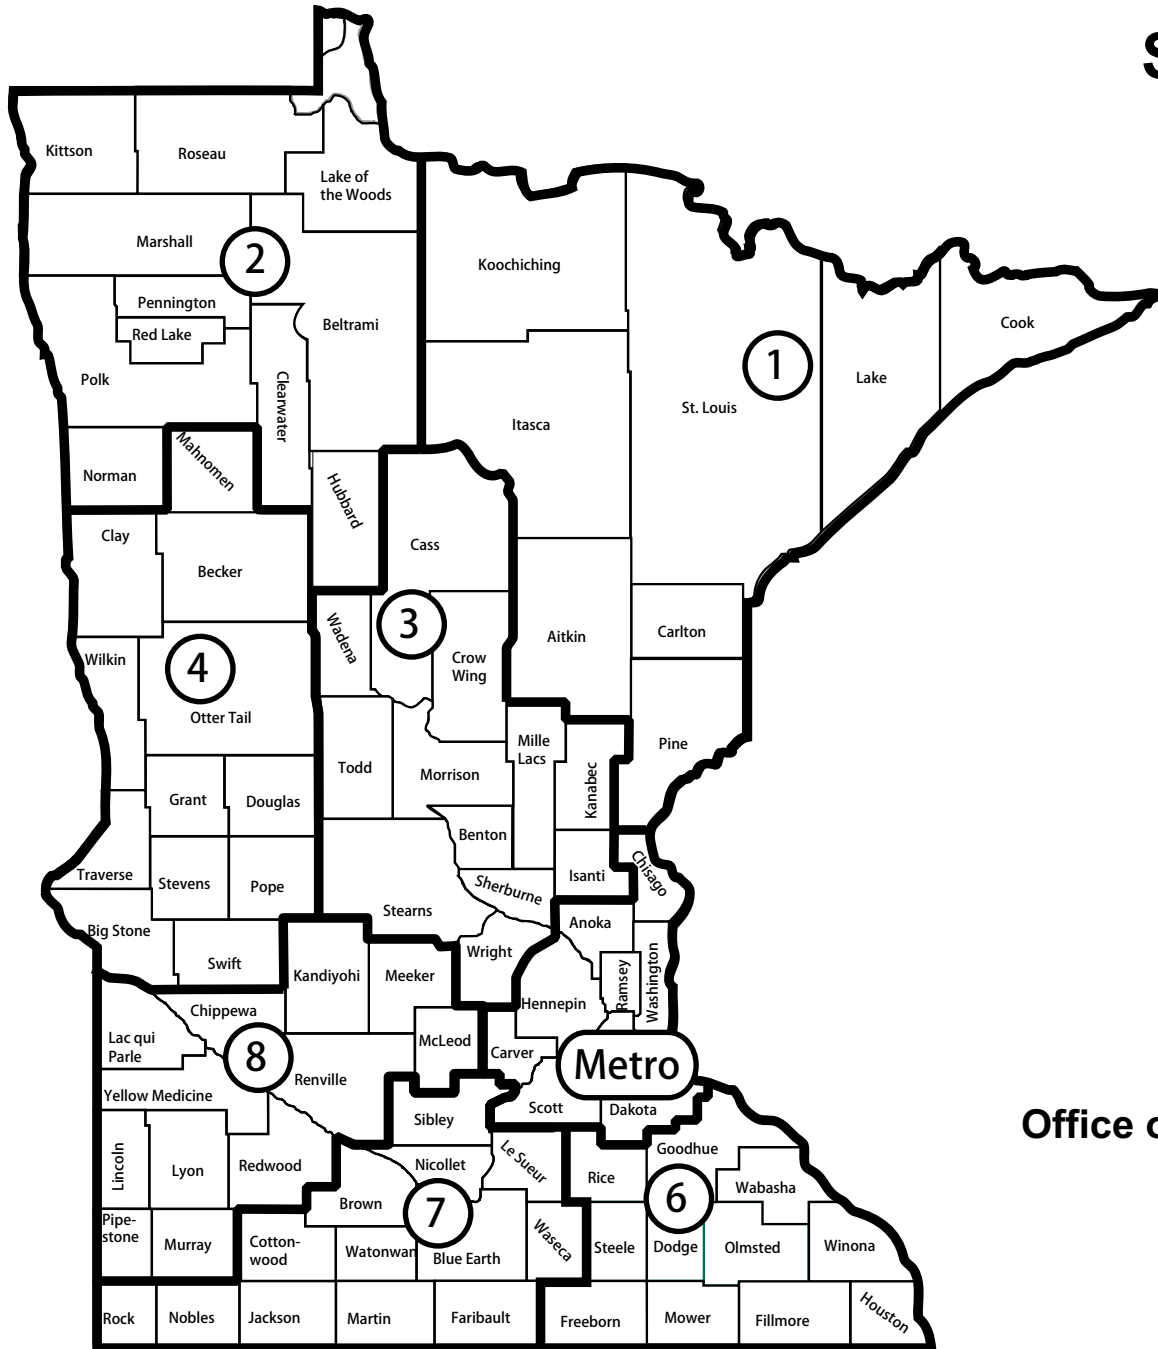 S
Kittson
Roseau
Lake of
the Woods
Marshall
2
Koochiching
Pennington
Beltrami
Red Lake
Cook
1
Polk
Clearwater
Lake
St. Louis
Itasca
Mahnomen
Norman
Hubbard
Clay
Cass
Becker
3
Wadena
Aitkin
Carlton
Wilkin
4
Crow
Wing
Otter Tail
Mille
Lacs
Pine
Todd
Morrison
Kanabec
Grant
Douglas
Benton
Traverse
Stevens
Pope
Sherburne
Isanti
Chisago
Stearns
Anoka
Big Stone
Wright
Swift
Kandiyohi
Meeker
Ramsey
Washington
Hennepin
Chippewa
Lac qui
Parle
McLeod
Carver
8
Metro
Renville
Yellow Medicine
Sibley
Scott
Dakota
Office o
Lincoln
Lyon
Redwood
Nicollet
Le Sueur
Goodhue
Rice
Wabasha
Brown
7
6
Pipe-
stone
Murray
Cotton-
wood
Watonwan
Blue Earth
Waseca
Steele
Dodge
Olmsted
Winona
Rock
Nobles
Jackson
Martin
Faribault
Freeborn
Mower
Fillmore
Houston